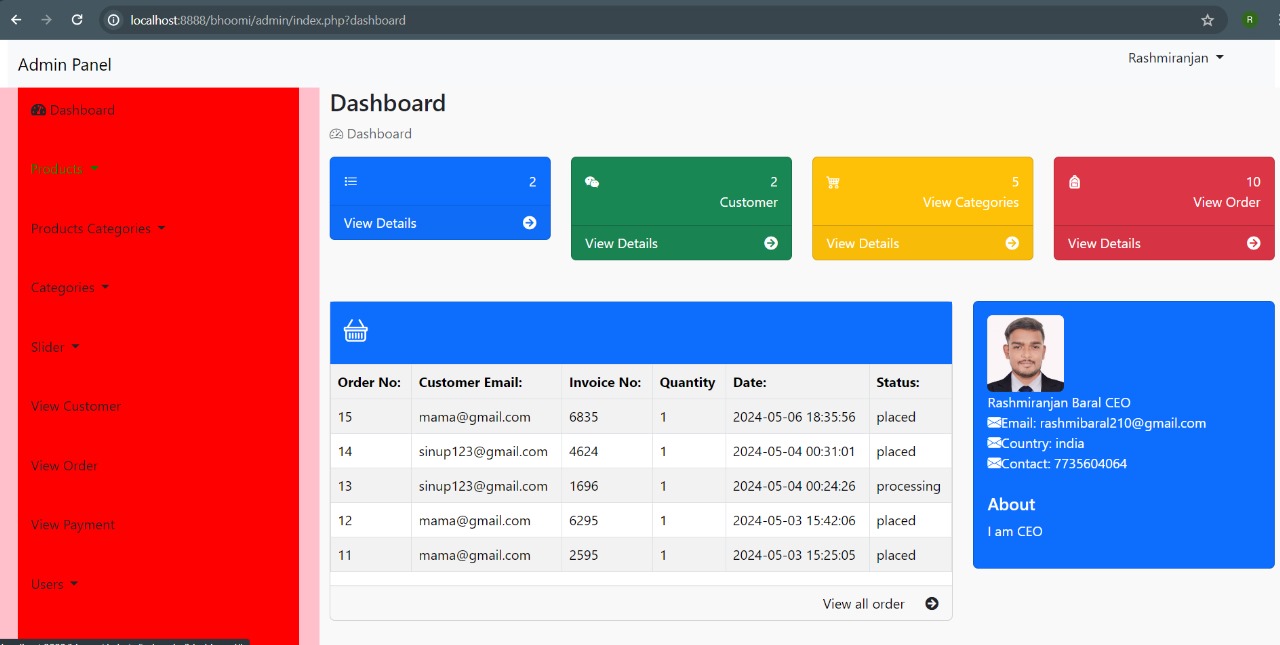 localhost:8888/bhoomi/admin/index.php?dashboard
R
Admin Panel
Rashmiranjan
Dashboard
Products
Products Categories
Categories
Slider
View Customer
View Order
View Payment
Users
Dashboard
Dashboard
2
View Details
2
Customer
View Details
5
View Categories
View Details
10
View Order
View Details
Order No: Customer Email: Invoice No: Quantity Date: Status:
15 mama@gmail.com 6835 1 2024-05-06 18:35:56 placed
14 sinup123@gmail.com 4624 1 2024-05-04 00:31:01 placed
13 sinup123@gmail.com 1696 1 2024-05-04 00:24:26 processing
12 mama@gmail.com 6295 1 2024-05-03 15:42:06 placed
11 mama@gmail.com 2595 1 2024-05-03 15:25:05 placed
View all order
Rashmiranjan Baral CEO
Email: rashmibaral210@gmail.com
Country: india
Contact: 7735604064
About
I am CEO